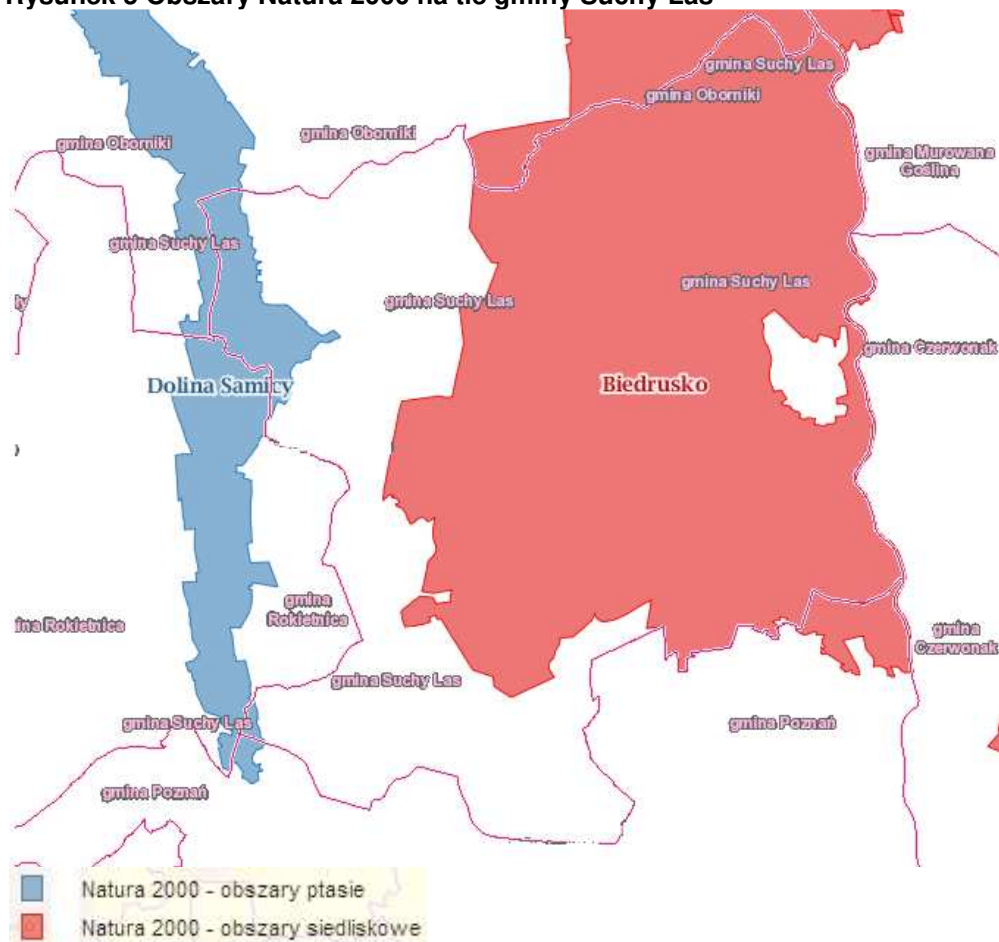 Obszary Natura 2000 na tle gminy Suchy Las
gmina Suchy Las
gmina Oborniki
gmina Oborniki
gmina Oborniki
gmina Murowana
Goślina
gmina Suchy Las
gmina Suchy Las
gmina Suchy Las
gmina Czerwonak
Dolina Samicy
Biedrusko
gmina
Rokietnica
ina Rokietnica
gmina
Czerwonak
gmina Suchy Las
gmina Suchy Las
gmina Poznań
gmina Poznań
Natura 2000 - obszary ptasie
Natura 2000 - obszary siedliskowe